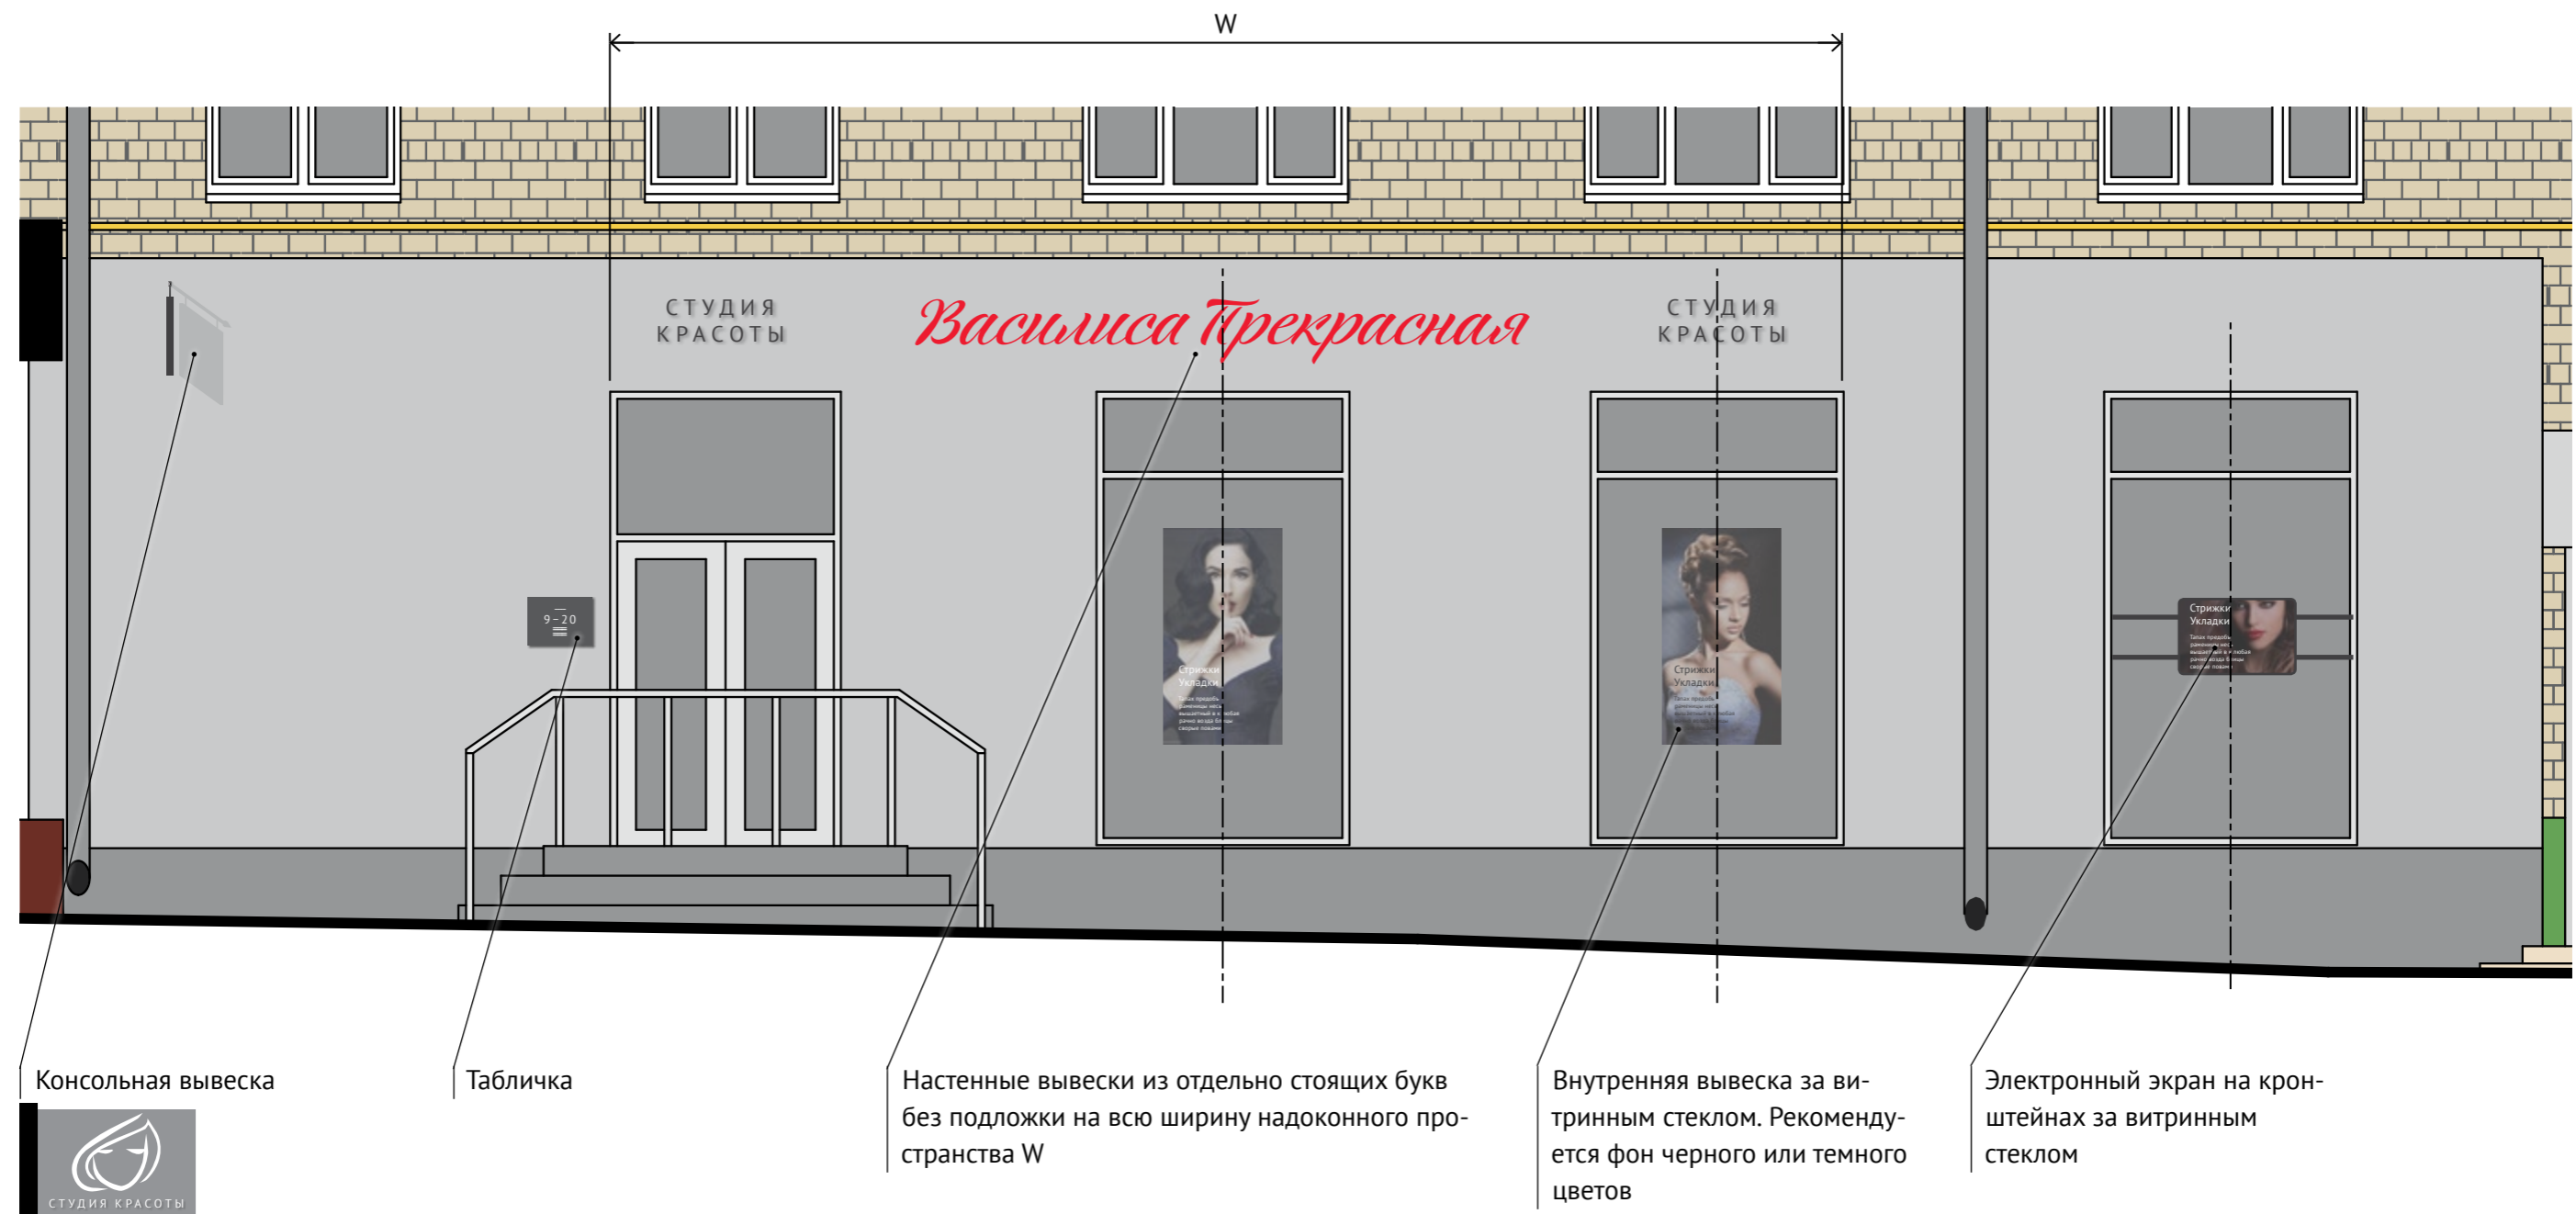 W
СТУДИЯ
КРАСОТЫ
Василиса Прекрасная
СТУДИЯ
КРАСОТЫ
9-20
Стрижки
Укладки
Стрижки
Укладки
Стрижки
Укладки
Консольная вывеска
Табличка
Настенные вывески из отдельно стоящих букв
без подложки на всю ширину надоконного про-
странства W
Внутренняя вывеска за ви-
тринным стеклом. Рекоменду-
ется фон черного или темного
цветов
Электронный экран на крон-
штейнах за витринным
стеклом
СТУДИЯ КРАСОТЫ